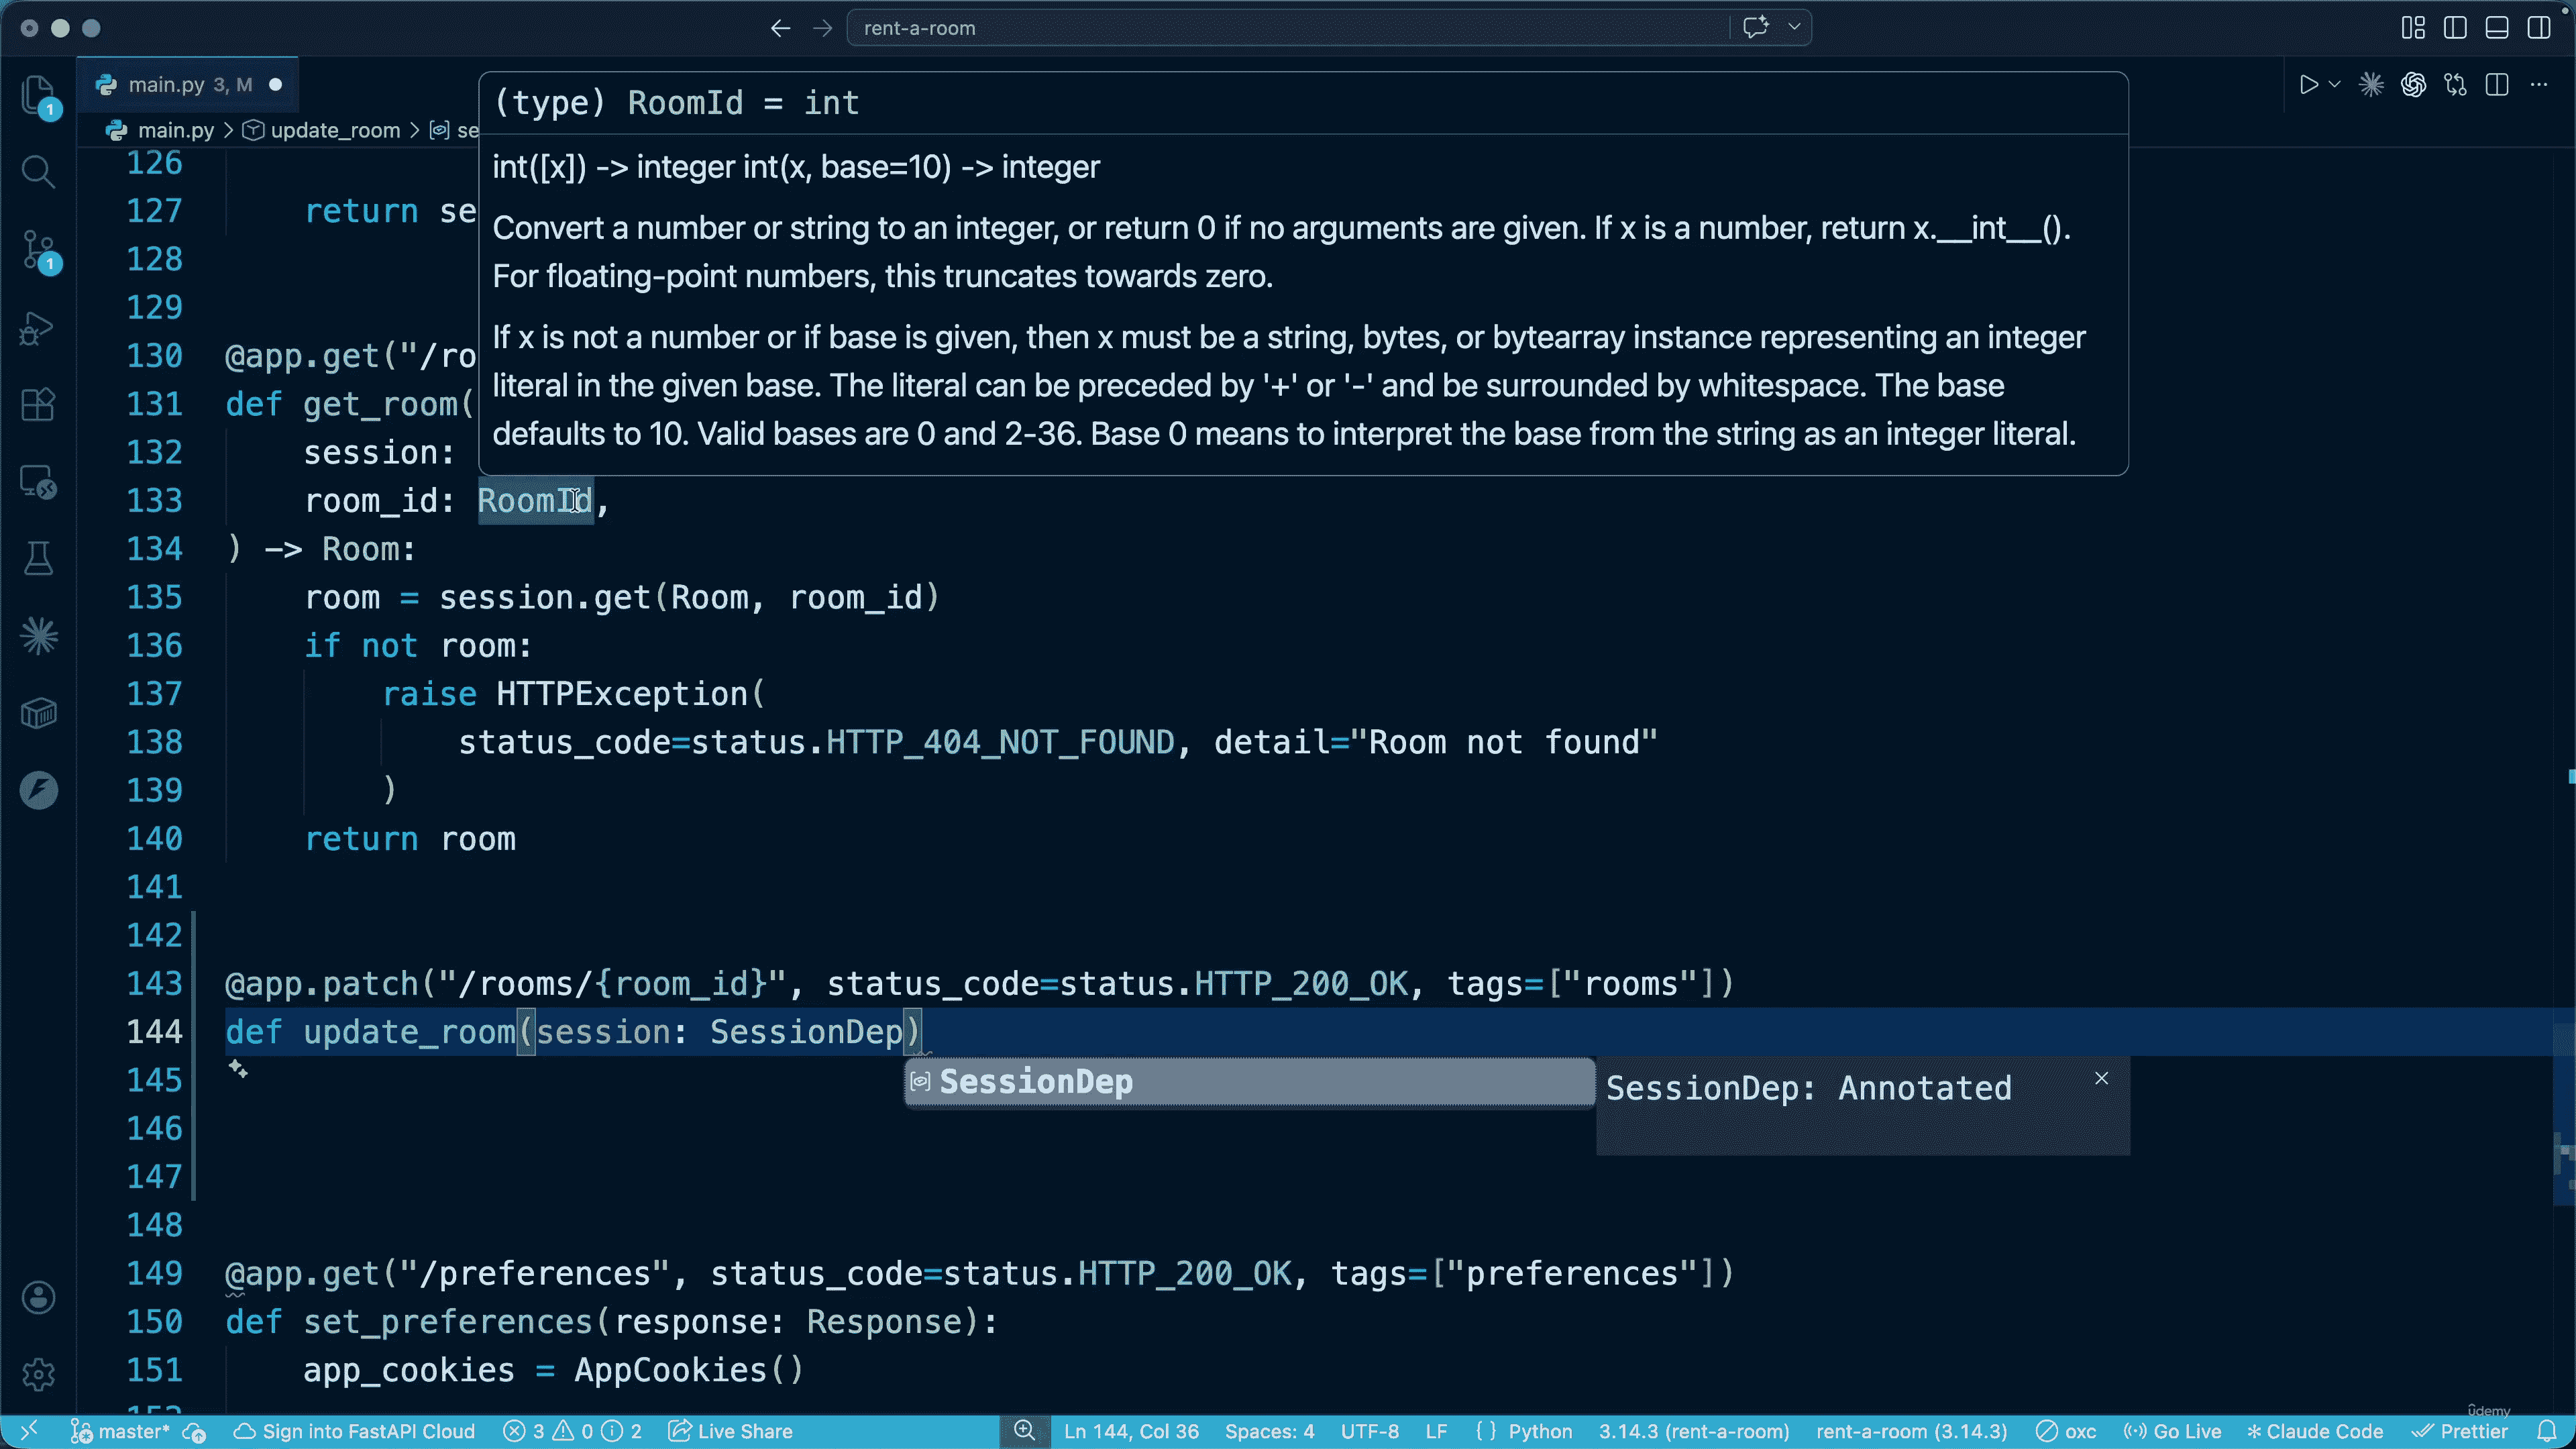 rent-a-room
main.py 3, M
main.py > update_room > se
(type) RoomId = int
int([x]) -> integer int(x, base=10) -> integer
Convert a number or string to an integer, or return 0 if no arguments are given. If x is a number, return x.__int__().
For floating-point numbers, this truncates towards zero.
If x is not a number or if base is given, then x must be a string, bytes, or bytearray instance representing an integer
literal in the given base. The literal can be preceded by '+' or '-' and be surrounded by whitespace. The base
defaults to 10. Valid bases are 0 and 2-36. Base 0 means to interpret the base from the string as an integer literal.
1
1
126
127 return se
128
129
130 @app.get("/ro
131 def get_room(
132 session:
133 room_id: RoomId,
134 ) -> Room:
135 room = session.get(Room, room_id)
136 if not room:
137 raise HTTPException(
138 status_code=status.HTTP_404_NOT_FOUND, detail="Room not found"
139 )
140 return room
141
142
143 @app.patch("/rooms/{room_id}", status_code=status.HTTP_200_OK, tags=["rooms"])
144 def update_room(session: SessionDep)
145
SessionDep
SessionDep: Annotated
146
147
148
149 @app.get("/preferences", status_code=status.HTTP_200_OK, tags=["preferences"])
150 def set_preferences(response: Response):
151 app_cookies = AppCookies()
ûdemy
master* Sign into FastAPI Cloud 3 0 2 Live Share Ln 144, Col 36 Spaces: 4 UTF-8 LF { } Python 3.14.3 (rent-a-room) rent-a-room (3.14.3) oxc Go Live Claude Code Prettier